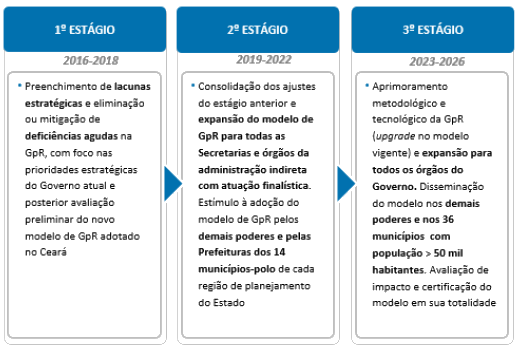 1º ESTÁGIO
2016-2018
• Preenchimento de lacunas
estratégicas e eliminação
ou mitigação de
deficiências agudas na
GpR, com foco nas
prioridades estratégicas
do Governo atual e
posterior avaliação
preliminar do novo
modelo de GpR adotado
no Ceará
2º ESTÁGIO
2019-2022
• Consolidação dos ajustes
do estágio anterior e
expansão do modelo de
GpR para todas as
Secretarias e órgãos da
administração indireta
com atuação finalística.
Estímulo à adoção do
modelo de GpR pelos
demais poderes e pelas
Prefeituras dos 14
municípios-polo de cada
região de planejamento
do Estado
3º ESTÁGIO
2023-2026
• Aprimoramento
metodológico e
tecnológico da GpR
(upgrade no modelo
vigente) e expansão para
todos os órgãos do
Governo. Disseminação
do modelo nos demais
poderes e nos 36
municípios com
população > 50 mil
habitantes. Avaliação de
impacto e certificação do
modelo em sua totalidade